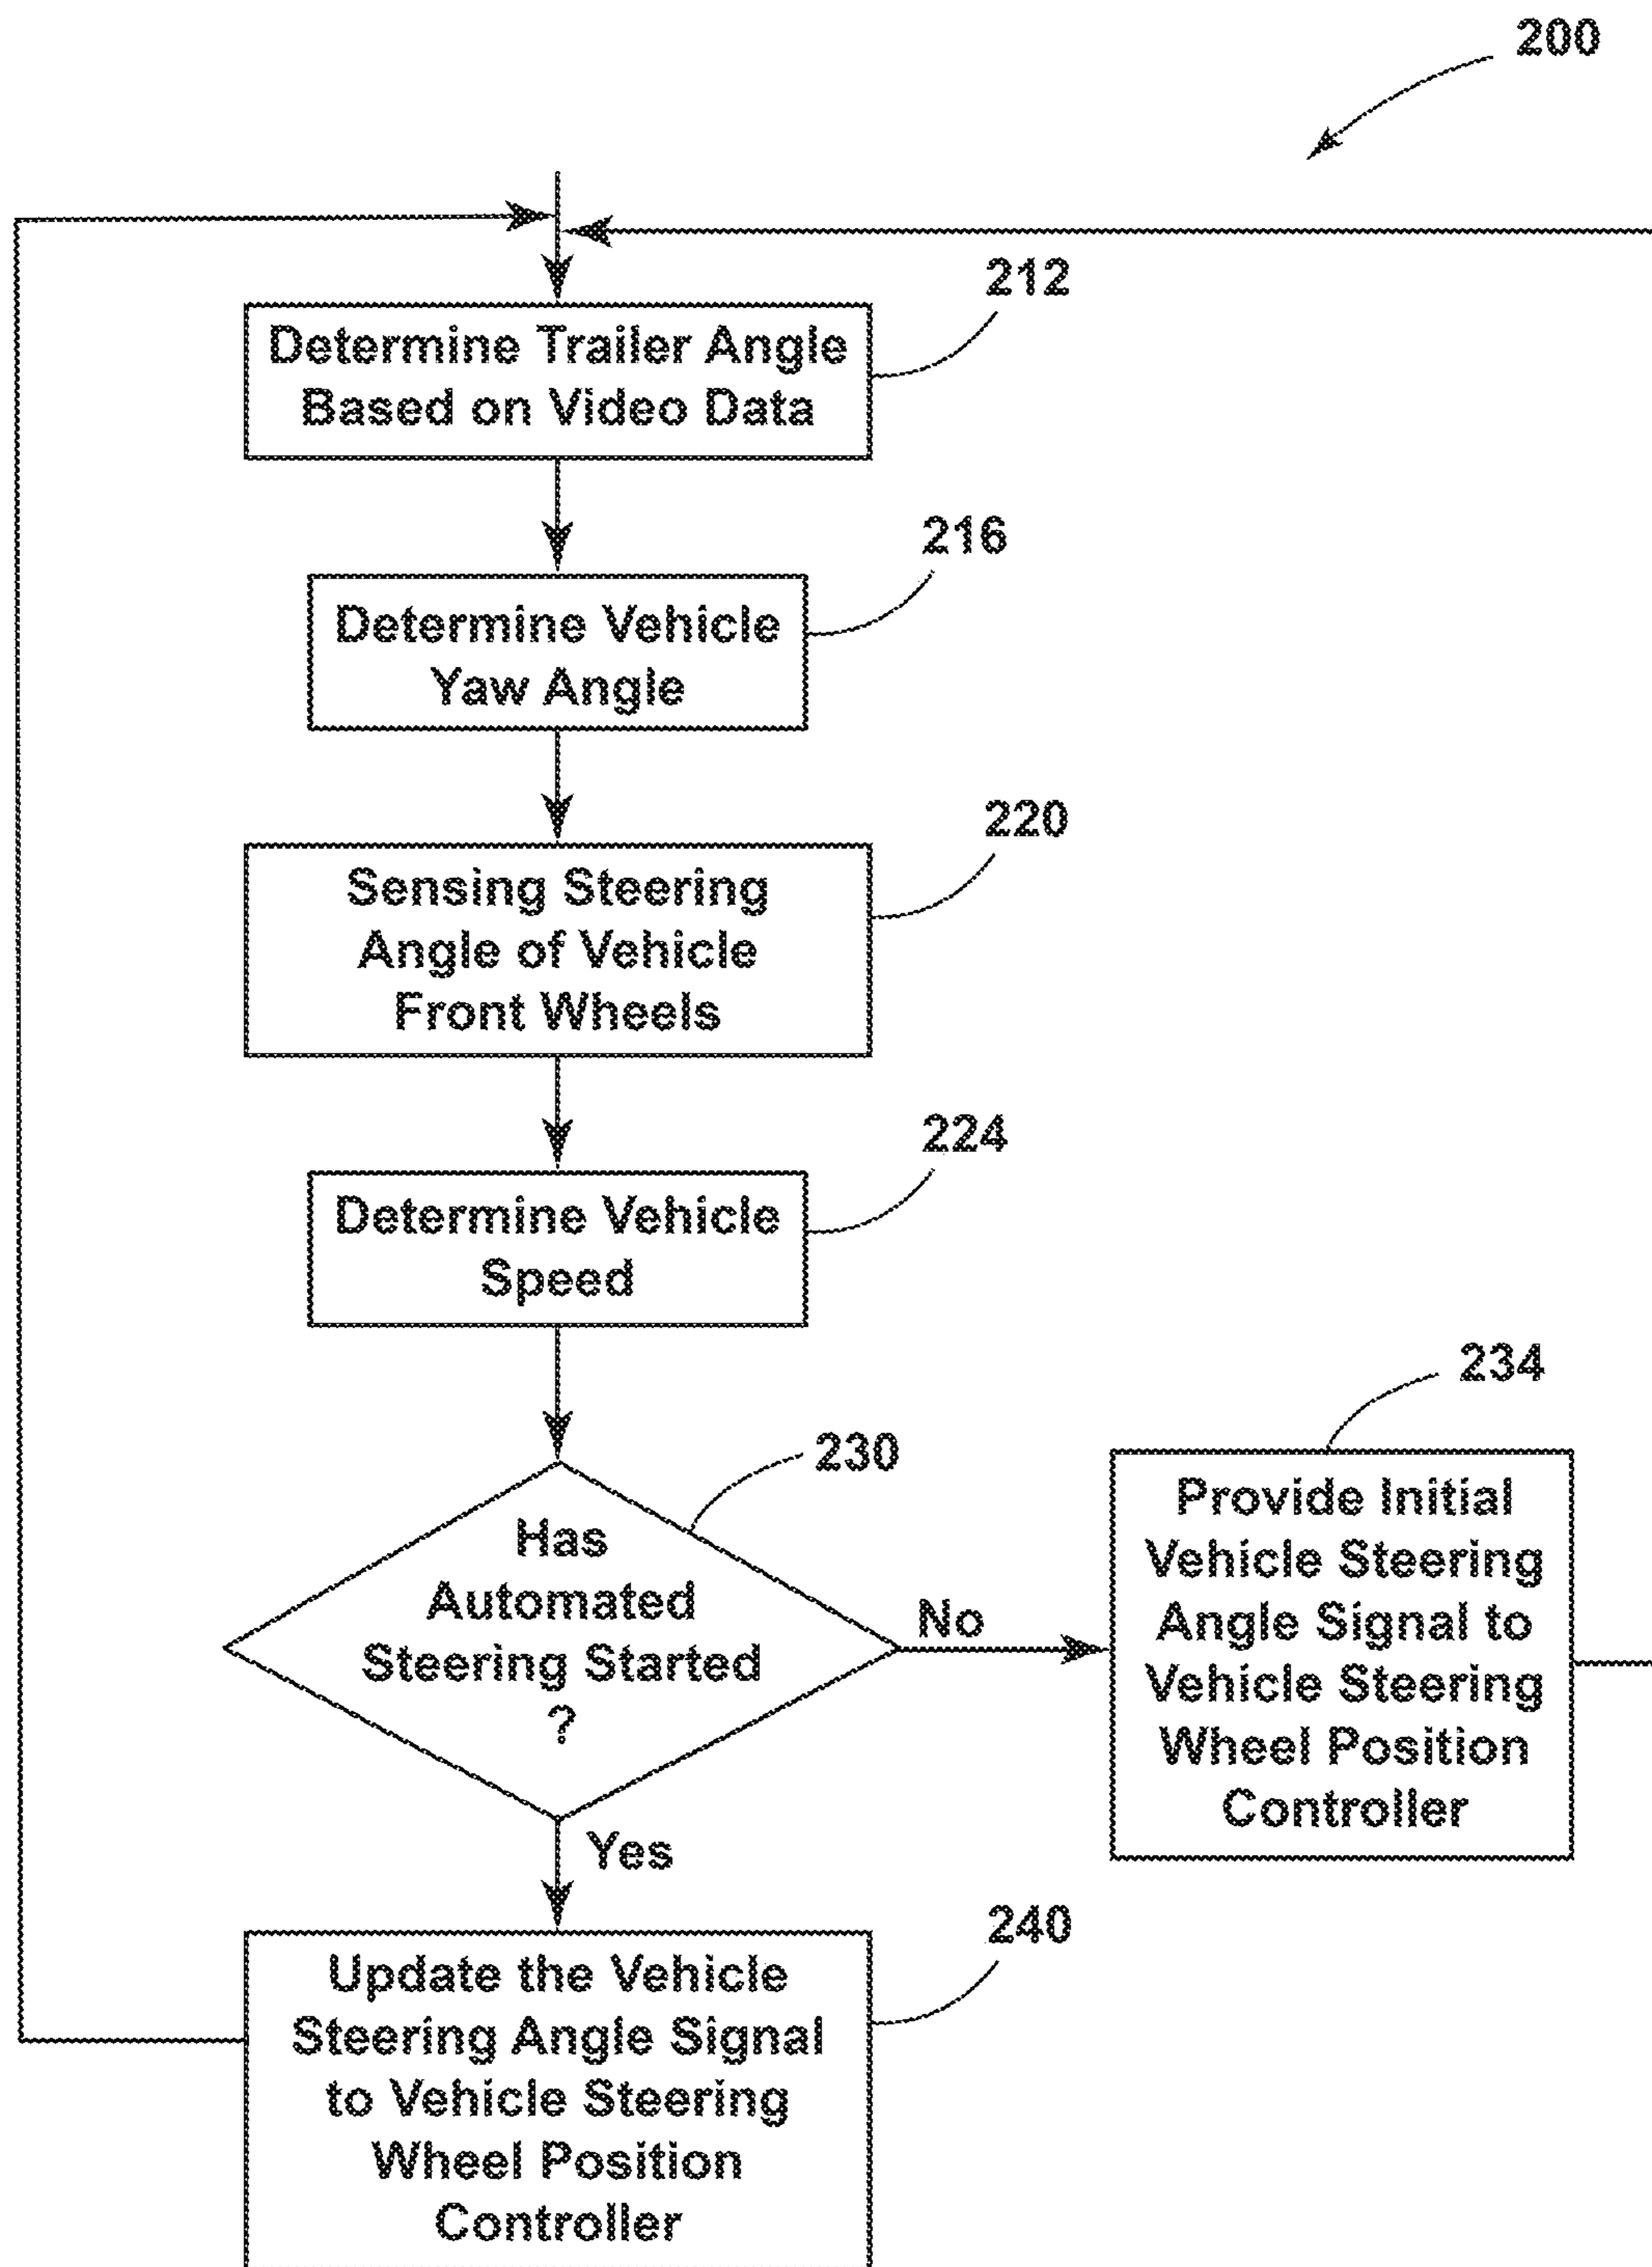 200
212
Determine Trailer Angle
Based on Video Data
216
Determine Vehicle
Yaw Angle
220
Sensing Steering
Angle of Vehicle
Front Wheels
224
Determine Vehicle
Speed
230
Has
Automated
Steering Started
?
No
234
Provide Initial
Vehicle Steering
Angle Signal to
Vehicle Steering
Wheel Position
Controller
Yes
240
Update the Vehicle
Steering Angle Signal
to Vehicle Steering
Wheel Position
Controller